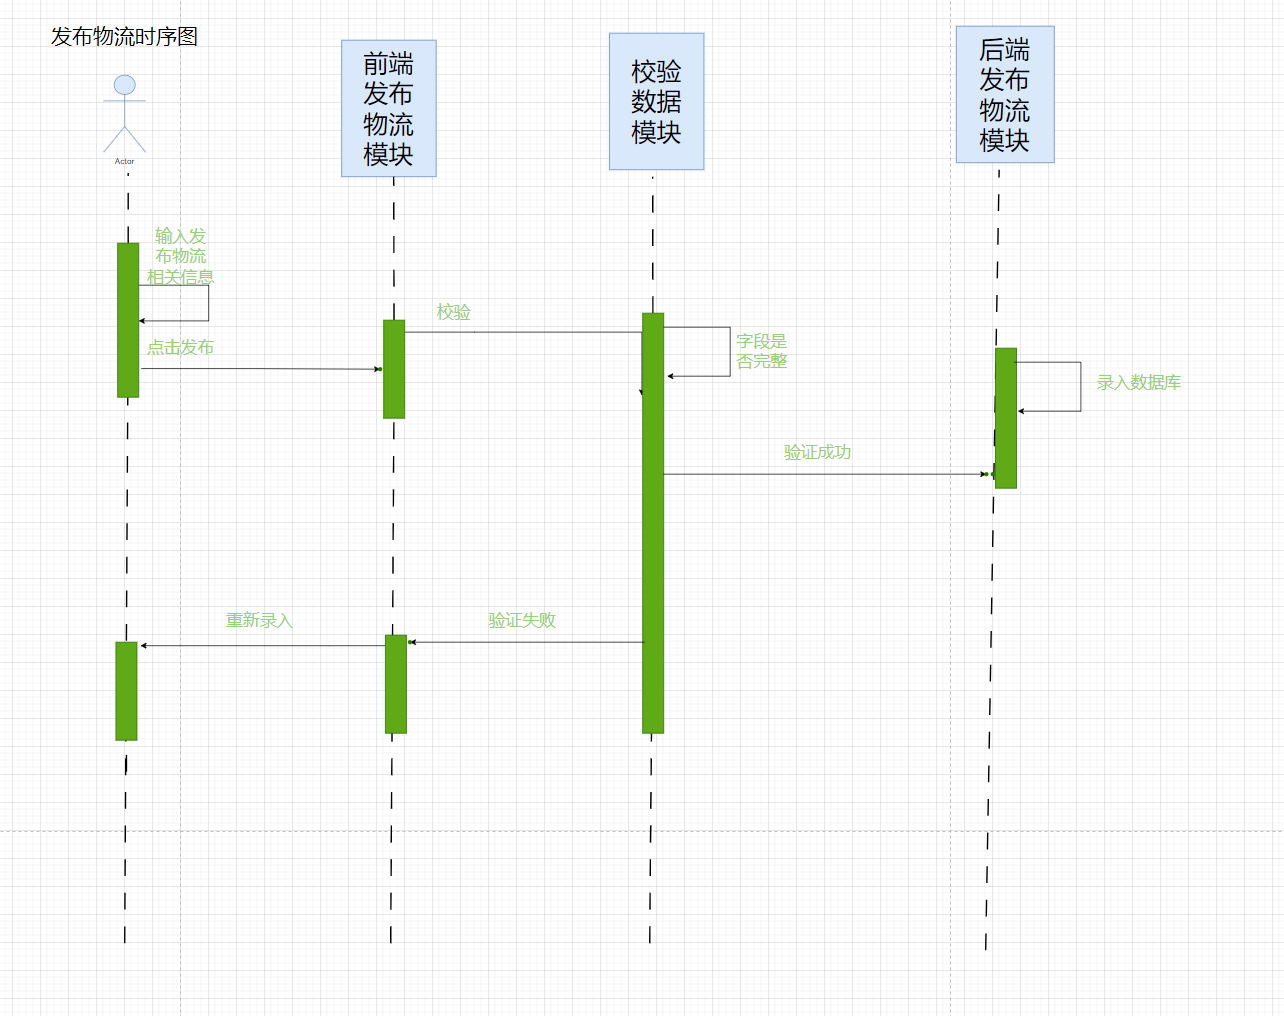 发布物流时序图
Actor
前端
发布
物流
模块
校验
数据
模块
后端
发布
物流
模块
输入发
布物流
相关信息
点击发布
校验
字段是
否完整
录入数据库
验证成功
验证失败
重新录入